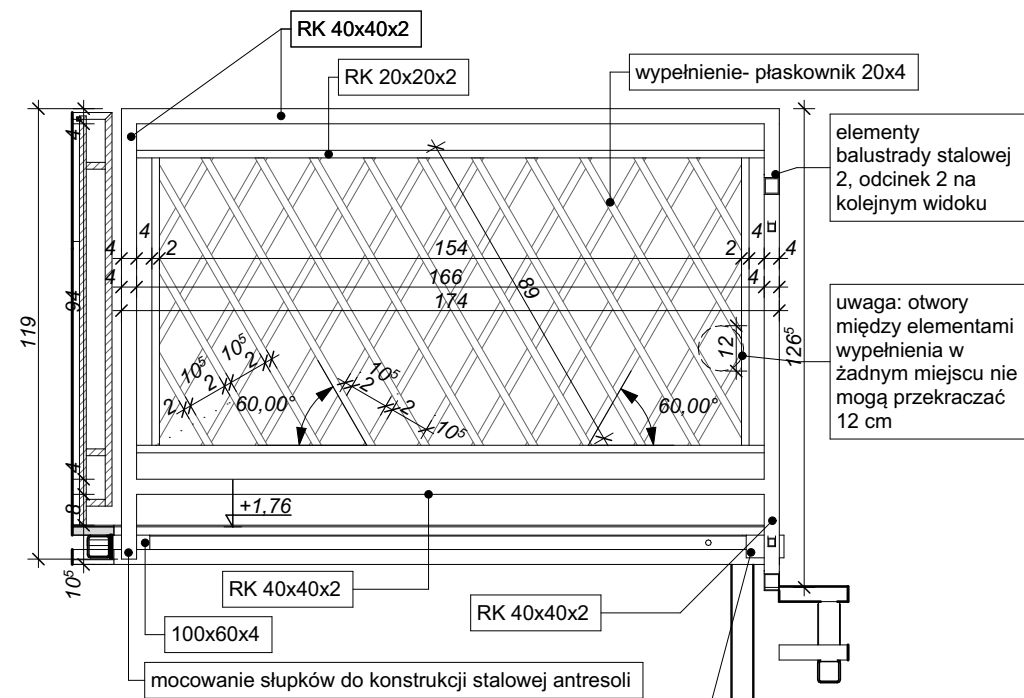 RK 40x40x2
RK 20x20x2
wypełnienie- płaskownik 20x4
elementy
balustrady stalowej
2, odcinek 2 na
kolejnym widoku
uwaga: otwory
między elementami
wypełnienia w
żadnym miejscu nie
mogą przekraczać
12 cm
4
4
4
2
154
2
4
4
4
166
4
174
94
119
89
126⁵
12
10⁵
2
10⁵
2
2
60,00°
10⁵
2
2
10⁵
60,00°
4
8
10⁵
+1,76
RK 40x40x2
RK 40x40x2
100x60x4
mocowanie słupków do konstrukcji stalowej antresoli